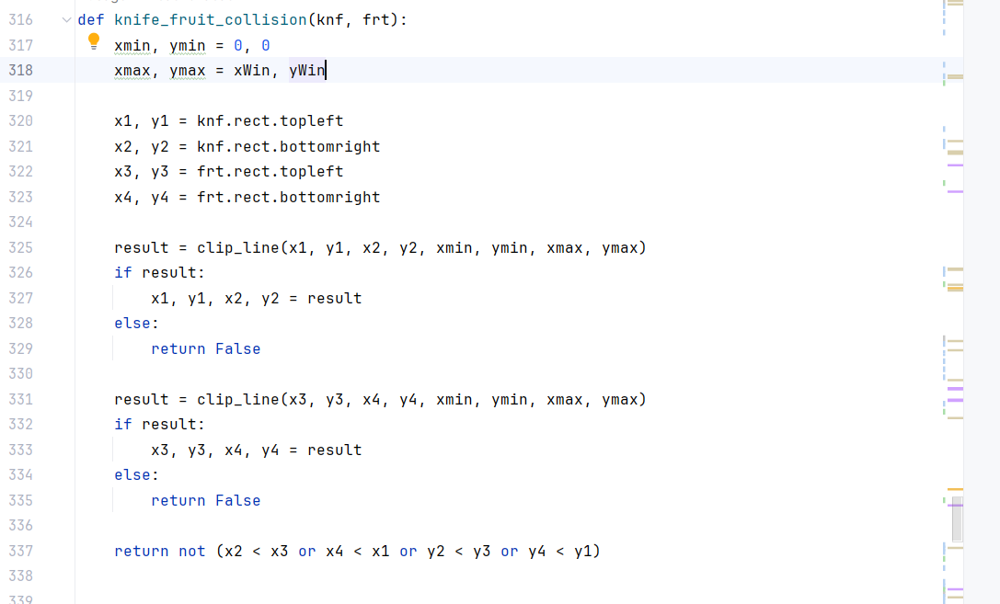 316 def knife_fruit_collision(knf, frt):
317     xmin, ymin = 0, 0
318     xmax, ymax = xWin, yWin
319
320     x1, y1 = knf.rect.topleft
321     x2, y2 = knf.rect.bottomright
322     x3, y3 = frt.rect.topleft
323     x4, y4 = frt.rect.bottomright
324
325     result = clip_line(x1, y1, x2, y2, xmin, ymin, xmax, ymax)
326     if result:
327         x1, y1, x2, y2 = result
328     else:
329         return False
330
331     result = clip_line(x3, y3, x4, y4, xmin, ymin, xmax, ymax)
332     if result:
333         x3, y3, x4, y4 = result
334     else:
335         return False
336
337     return not (x2 < x3 or x4 < x1 or y2 < y3 or y4 < y1)
338
339